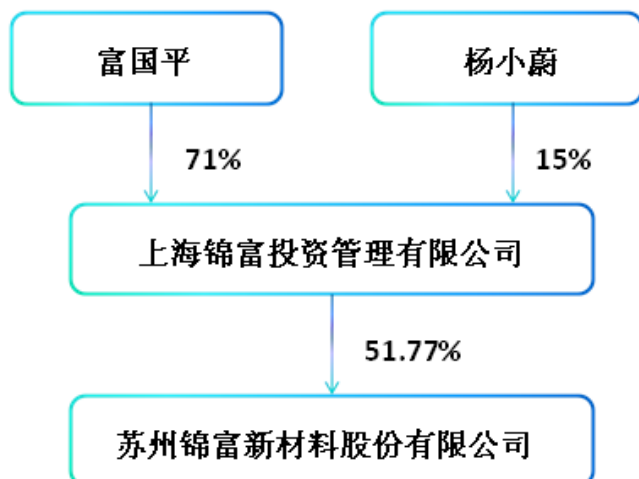 富国平
杨小蔚
71%
15%
上海锦富投资管理有限公司
51.77%
苏州锦富新材料股份有限公司